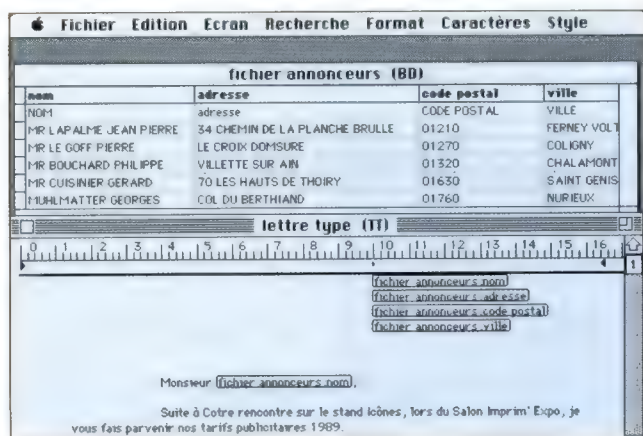 Fichier Edition Ecran Recherche Format Caractères Style
fichier annonceurs (BD)
nom adresse code postal ville
NOM adresse CODE POSTAL VILLE
MR LAPALME JEAN PIERRE 34 CHEMIN DE LA PLANCHE BRULLE 01210 FERNEY VOLT
MR LE GOFF PIERRE LE CROIX DOMSURE 01270 COLIGNY
MR BOUCHARD PHILIPPE VILLETTE SUR AIN 01320 CHALAMONT
MR CUISINIER GERARD 70 LES HAUTS DE THOIRY 01630 SAINT GENIS
MUHLMATTER GEORGES COL DU BERTHIAND 01760 NURIEUX
lettre type (TT)
0 1 2 3 4 5 6 7 8 9 10 11 12 13 14 15 16
1
fichier annonceurs.nom
fichier annonceurs.adresse
fichier annonceurs.code postal
fichier annonceurs.ville
Monsieur fichier annonceurs.nom,
Suite à Cotre rencontre sur le stand Icônes, lors du Salon Imprim' Expo, je
vous fais parvenir nos tarifs publicitaires 1989.